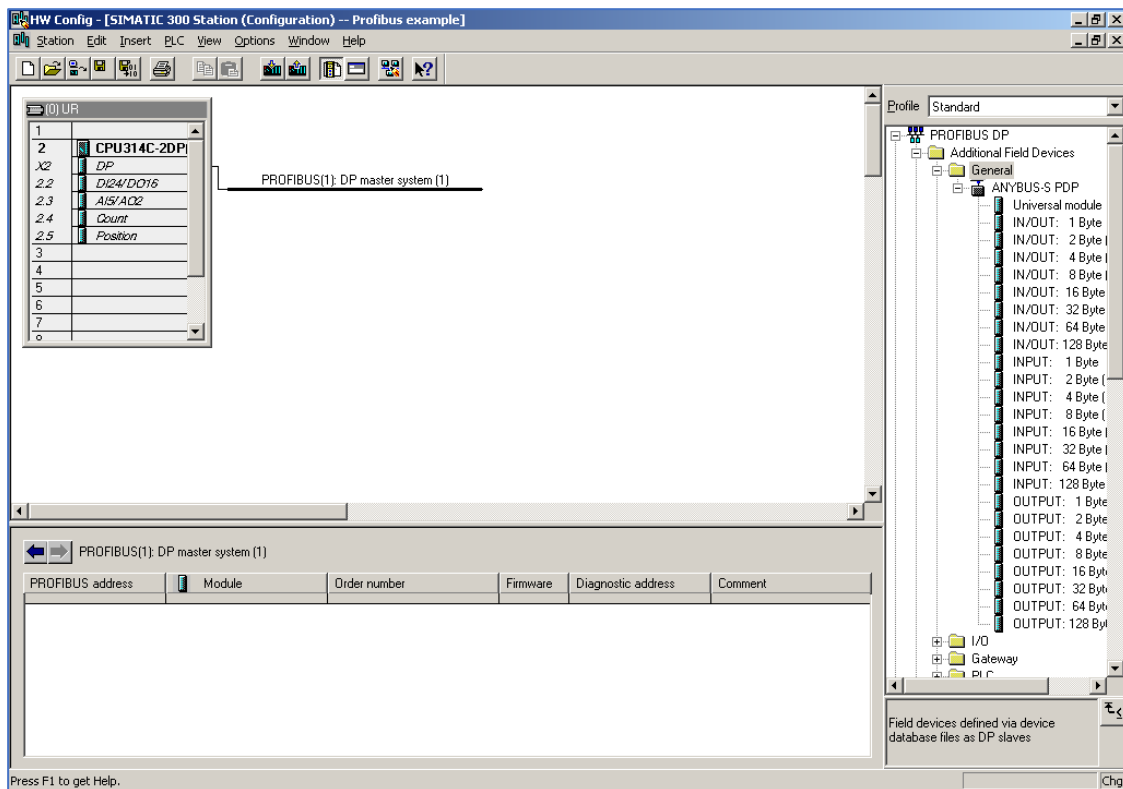 HW Config - [SIMATIC 300 Station (Configuration) -- Profibus example]
Station Edit Insert PLC View Options Window Help
(0) UR
1
2 CPU314C-2DP(
X2 DP
2.2 DI24/DO16
2.3 AI5/AO2
2.4 Count
2.5 Position
3
4
5
6
7
PROFIBUS(1): DP master system (1)
Profile Standard
PROFIBUS DP
Additional Field Devices
General
ANYBUS-S PDP
Universal module
IN/OUT: 1 Byte
IN/OUT: 2 Byte (
IN/OUT: 4 Byte (
IN/OUT: 8 Byte (
IN/OUT: 16 Byte
IN/OUT: 32 Byte
IN/OUT: 64 Byte
IN/OUT: 128 Byte
INPUT: 1 Byte
INPUT: 2 Byte (
INPUT: 4 Byte (
INPUT: 8 Byte (
INPUT: 16 Byte (
INPUT: 32 Byte (
INPUT: 64 Byte (
INPUT: 128 Byte
OUTPUT: 1 Byte
OUTPUT: 2 Byte
OUTPUT: 4 Byte
OUTPUT: 8 Byte
OUTPUT: 16 Byt
OUTPUT: 32 Byt
OUTPUT: 64 Byt
OUTPUT: 128 Byt
I/O
Gateway
PLC
PROFIBUS(1): DP master system (1)
PROFIBUS address Module Order number Firmware Diagnostic address Comment
Field devices defined via device
database files as DP slaves
Press F1 to get Help.
Chg